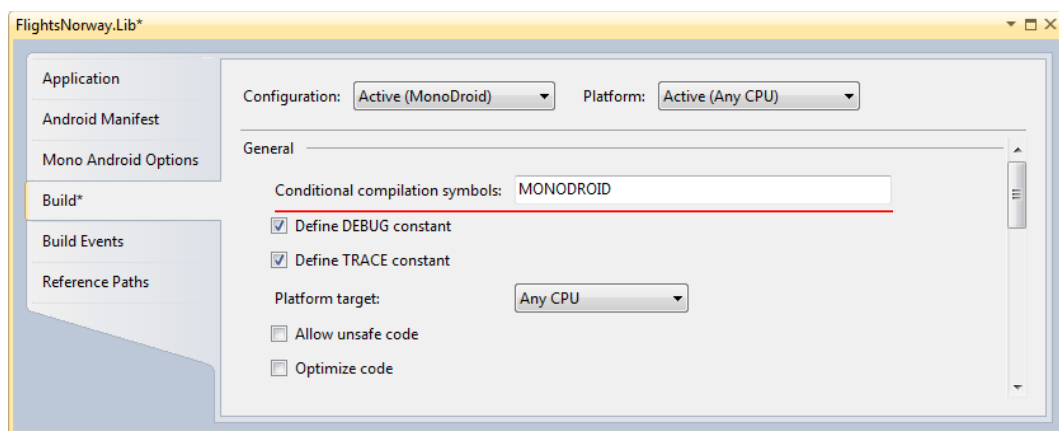 FlightsNorway.Lib*
Application
Android Manifest
Mono Android Options
Build*
Build Events
Reference Paths
Configuration: Active (MonoDroid) Platform: Active (Any CPU)
General
Conditional compilation symbols: MONODROID
Define DEBUG constant
Define TRACE constant
Platform target: Any CPU
Allow unsafe code
Optimize code